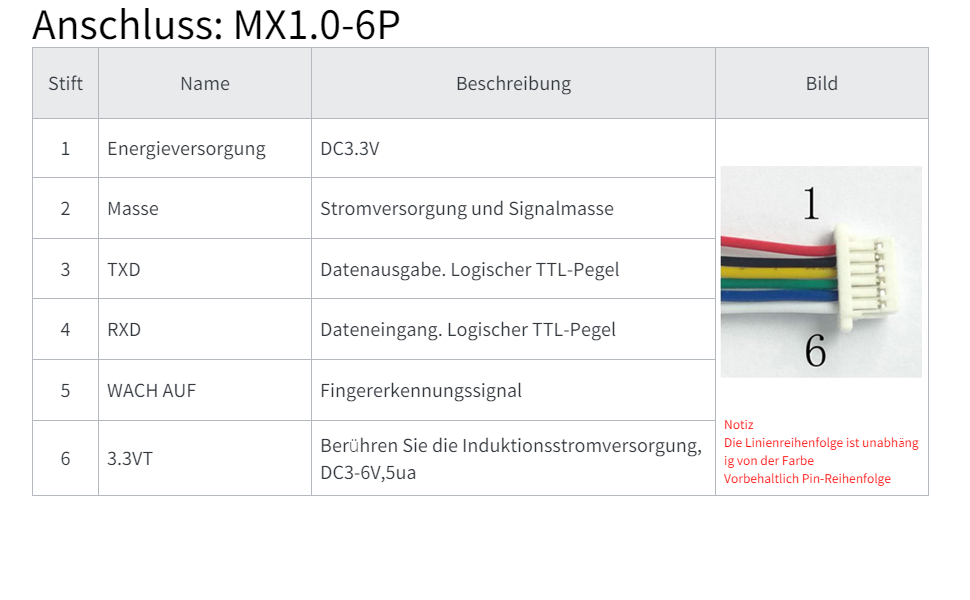 Anschluss: MX1.0-6P
Stift Name Beschreibung Bild
1 Energieversorgung DC3.3V
2 Masse Stromversorgung und Signalmasse
3 TXD Datenausgabe. Logischer TTL-Pegel
4 RXD Dateneingang. Logischer TTL-Pegel
5 WACH AUF Fingererkennungssignal
6 3.3VT Berühren Sie die Induktionsstromversorgung,
DC3-6V,5ua
1
6
Notiz
Die Linienreihenfolge ist unabhäng
ig von der Farbe
Vorbehaltlich Pin-Reihenfolge